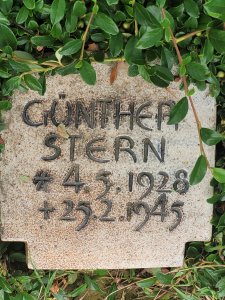 GÜNTHER
STERN
* 4.5.1928
+ 25.2.1945